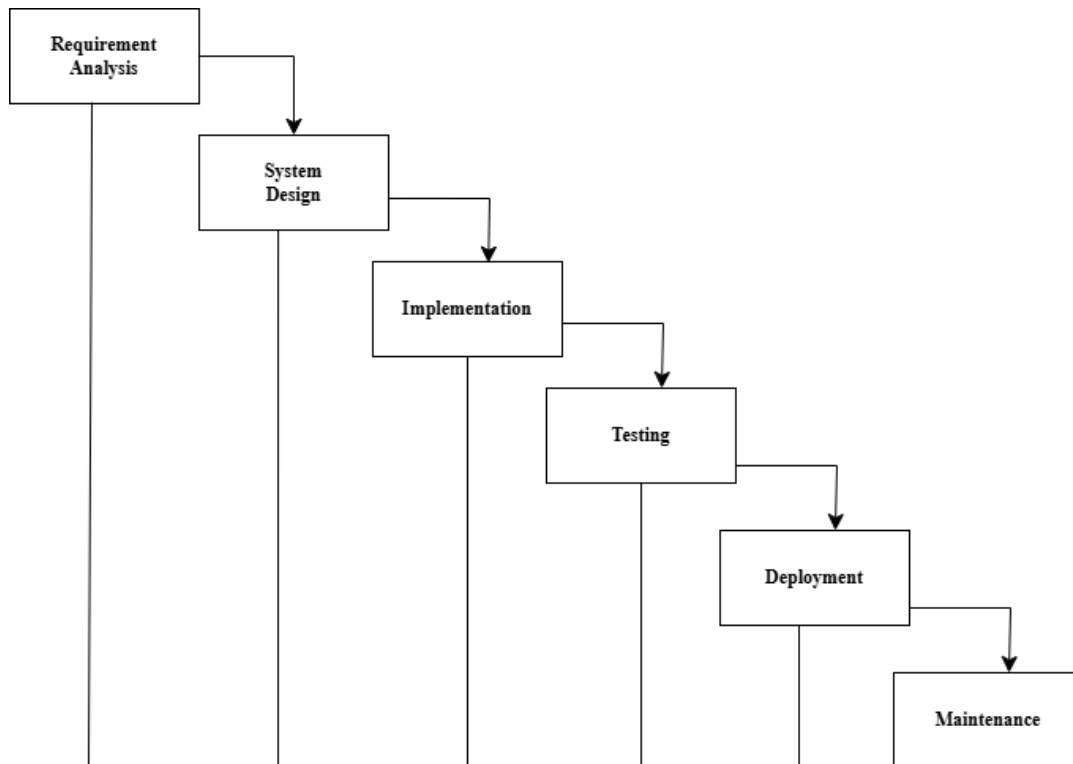 Requirement
Analysis
System
Design
Implementation
Testing
Deployment
Maintenance